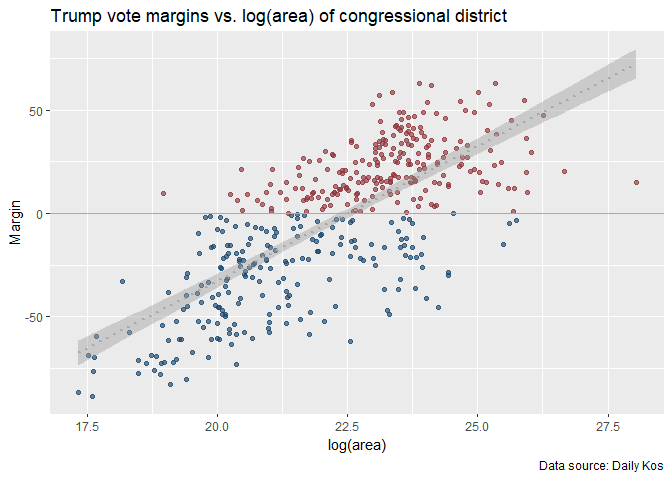 Trump vote margins vs. log(area) of congressional district
Margin
50
0
-50
17.5 20.0 22.5 25.0 27.5
log(area)
Data source: Daily Kos